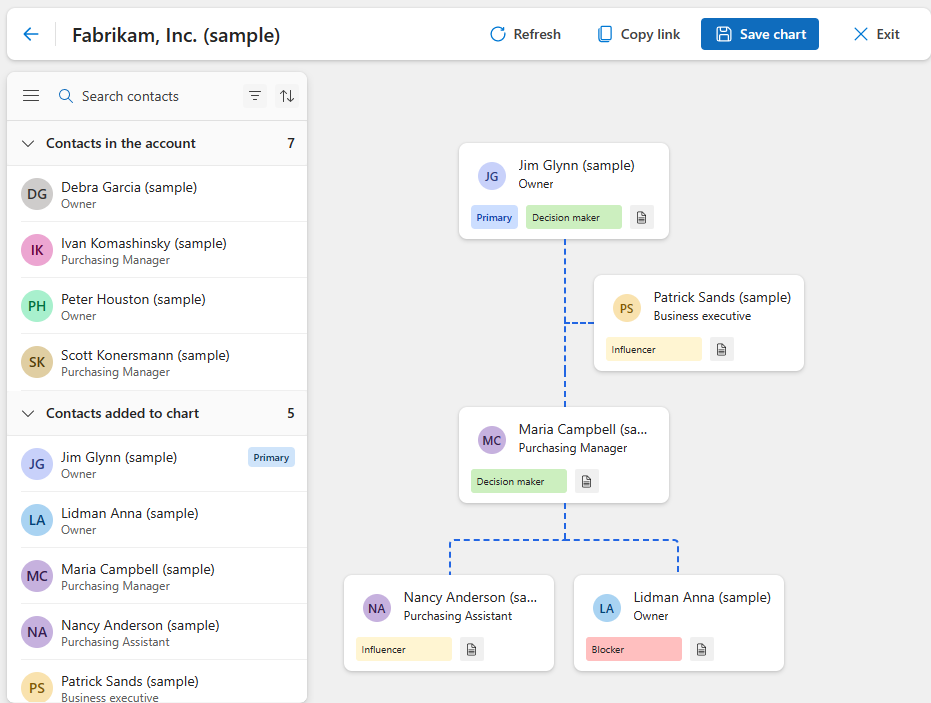 Fabrikam, Inc. (sample)
Refresh
Copy link
Save chart
Exit
Search contacts
Contacts in the account 7
DG Debra Garcia (sample)
Owner
IK Ivan Komashinsky (sample)
Purchasing Manager
PH Peter Houston (sample)
Owner
SK Scott Konersmann (sample)
Purchasing Manager
Contacts added to chart 5
JG Jim Glynn (sample) Primary
Owner
LA Lidman Anna (sample)
Owner
MC Maria Campbell (sample)
Purchasing Manager
NA Nancy Anderson (sample)
Purchasing Assistant
PS Patrick Sands (sample)
Business executive
JG Jim Glynn (sample)
Owner
Primary Decision maker
PS Patrick Sands (sample)
Business executive
Influencer
MC Maria Campbell (sa...
Purchasing Manager
Decision maker
NA Nancy Anderson (sa...
Purchasing Assistant
Influencer
LA Lidman Anna (sample)
Owner
Blocker